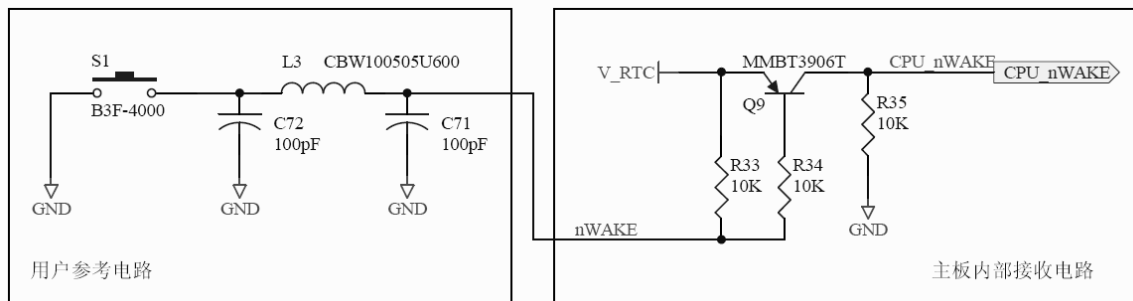 S1
B3F-4000
GND
C72
100pF
GND
L3 CBW100505U600
C71
100pF
GND
用户参考电路
V_RTC
MMBT3906T
Q9
CPU_nWAKE
CPU_nWAKE
R33
10K
R34
10K
R35
10K
GND
nWAKE
主板内部接收电路